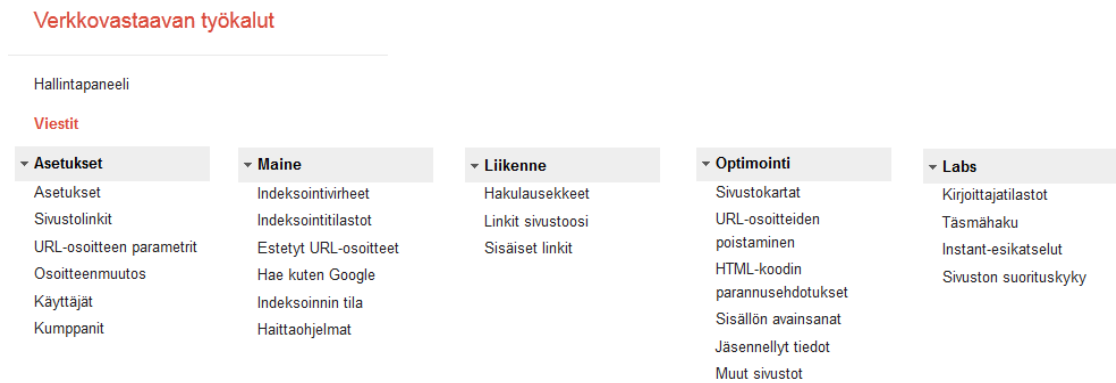 Verkkovastaavan työkalut
Hallintapaneeli
Viestit
Asetukset
Asetukset
Sivustolinkit
URL-osoitteen parametrit
Osoitteenmuutos
Käyttäjät
Kumppanit
Maine
Indeksointivirheet
Indeksointitilastot
Estetyt URL-osoitteet
Hae kuten Google
Indeksoinnin tila
Haittaohjelmat
Liikenne
Hakulausekkeet
Linkit sivustoosi
Sisäiset linkit
Optimointi
Sivustokartat
URL-osoitteiden
poistaminen
HTML-koodin
parannusehdotukset
Sisällön avainsanat
Jäsennellyt tiedot
Muut sivustot
Labs
Kirjoittajatilastot
Täsmähaku
Instant-esikatselut
Sivuston suorituskyky